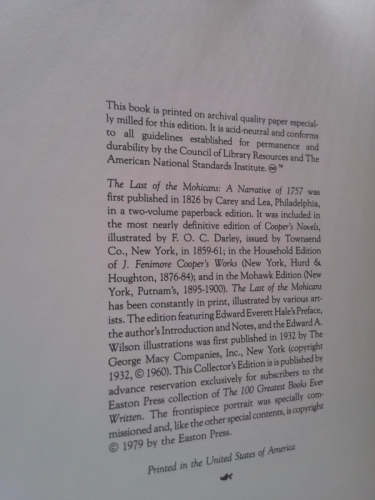 This book is printed on archival quality paper especial-
ly milled for this edition. It is acid-neutral and conforms
to all guidelines established for permanence and
durability by the Council of Library Resources and The
American National Standards Institute. ♾™
The Last of the Mohicans: A Narrative of 1757 was
first published in 1826 by Carey and Lea, Philadelphia,
in a two-volume paperback edition. It was included in
the most nearly definitive edition of Cooper's Novels,
illustrated by F. O. C. Darley, issued by Townsend
Co., New York, in 1859-61; in the Household Edition
of J. Fenimore Cooper's Works (New York, Hurd &
Houghton, 1876-84); and in the Mohawk Edition (New
York, Putnam's, 1895-1900). The Last of the Mohicans
has been constantly in print, illustrated by various art-
ists. The edition featuring Edward Everett Hale's Preface,
the author's Introduction and Notes, and the Edward A.
Wilson illustrations was first published in 1932 by The
George Macy Companies, Inc., New York (copyright
1932, © 1960). This Collector's Edition is is published by
advance reservation exclusively for subscribers to the
Easton Press collection of The 100 Greatest Books Ever
Written. The frontispiece portrait was specially com-
missioned and, like the other special contents, is copyright
© 1979 by the Easton Press.
Printed in the United States of America